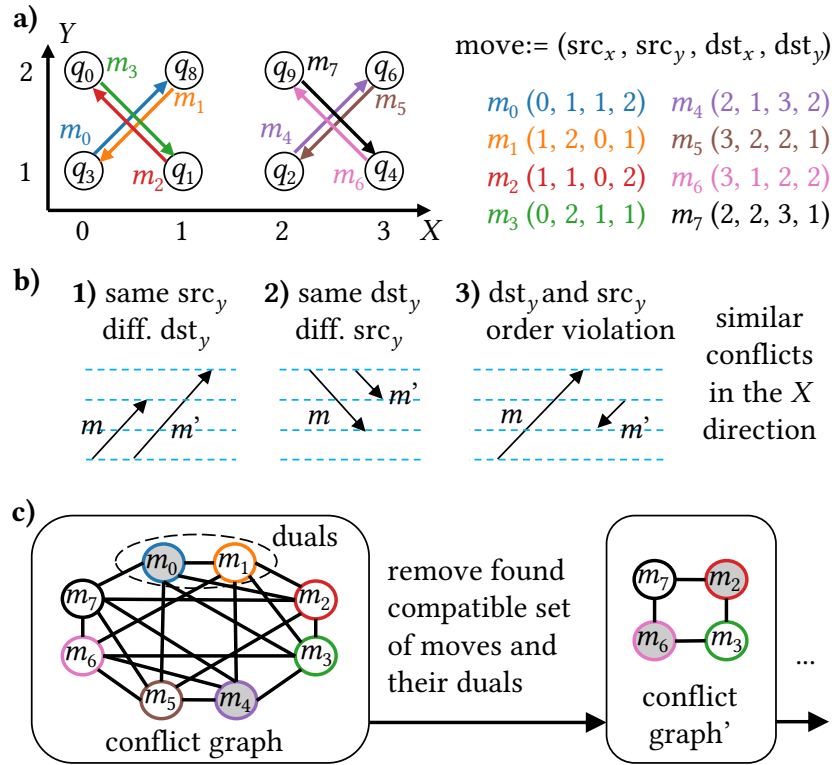 a)
Y
2
1
0
1
2
3
X
q0
m3
q8
m1
m0
q3
m2
q1
q9
m7
q6
m5
m4
q2
m6
q4
move:= (srcx, srcy, dstx, dsty)
m0 (0, 1, 1, 2) m4 (2, 1, 3, 2)
m1 (1, 2, 0, 1) m5 (3, 2, 2, 1)
m2 (1, 1, 0, 2) m6 (3, 1, 2, 2)
m3 (0, 2, 1, 1) m7 (2, 2, 3, 1)
b)
1) same srcy
diff. dsty
m
m'
2) same dsty
diff. srcy
m
m'
3) dsty and srcy
order violation
m
m'
similar
conflicts
in the X
direction
c)
duals
m0
m1
m7
m2
m6
m3
m5
m4
conflict graph
remove found
compatible set
of moves and
their duals
m7
m2
m6
m3
conflict
graph'
...